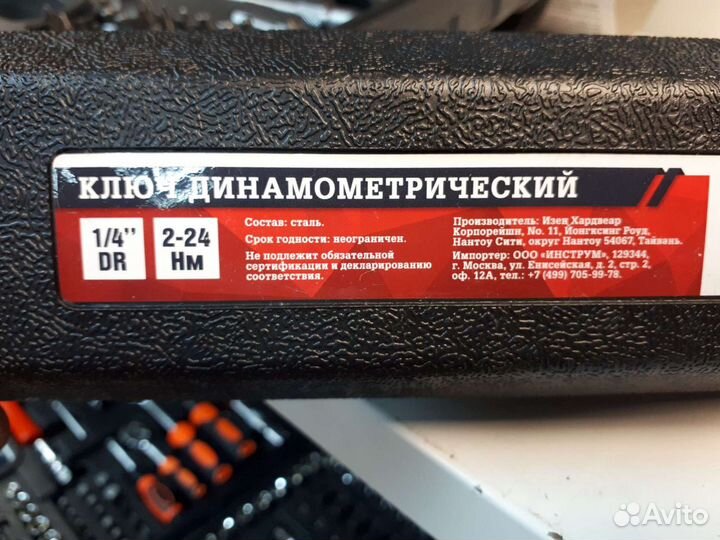 КЛЮЧ ДИНАМОМЕТРИЧЕСКИЙ
1/4"
DR
2-24
Нм
Состав: сталь.
Срок годности: неограничен.
Не подлежит обязательной
сертификации и декларированию
соответствия.
Производитель: Изен Хардвеар
Корпорейшн, No. 11, Йонгксинг Роуд,
Нантоу Сити, округ Нантоу 54067, Тайвань.
Импортер: ООО «ИНСТРУМ», 129344,
г. Москва, ул. Енисейская, д. 2, стр. 2,
оф. 12А, тел.: +7 (499) 705-99-78.
Avito